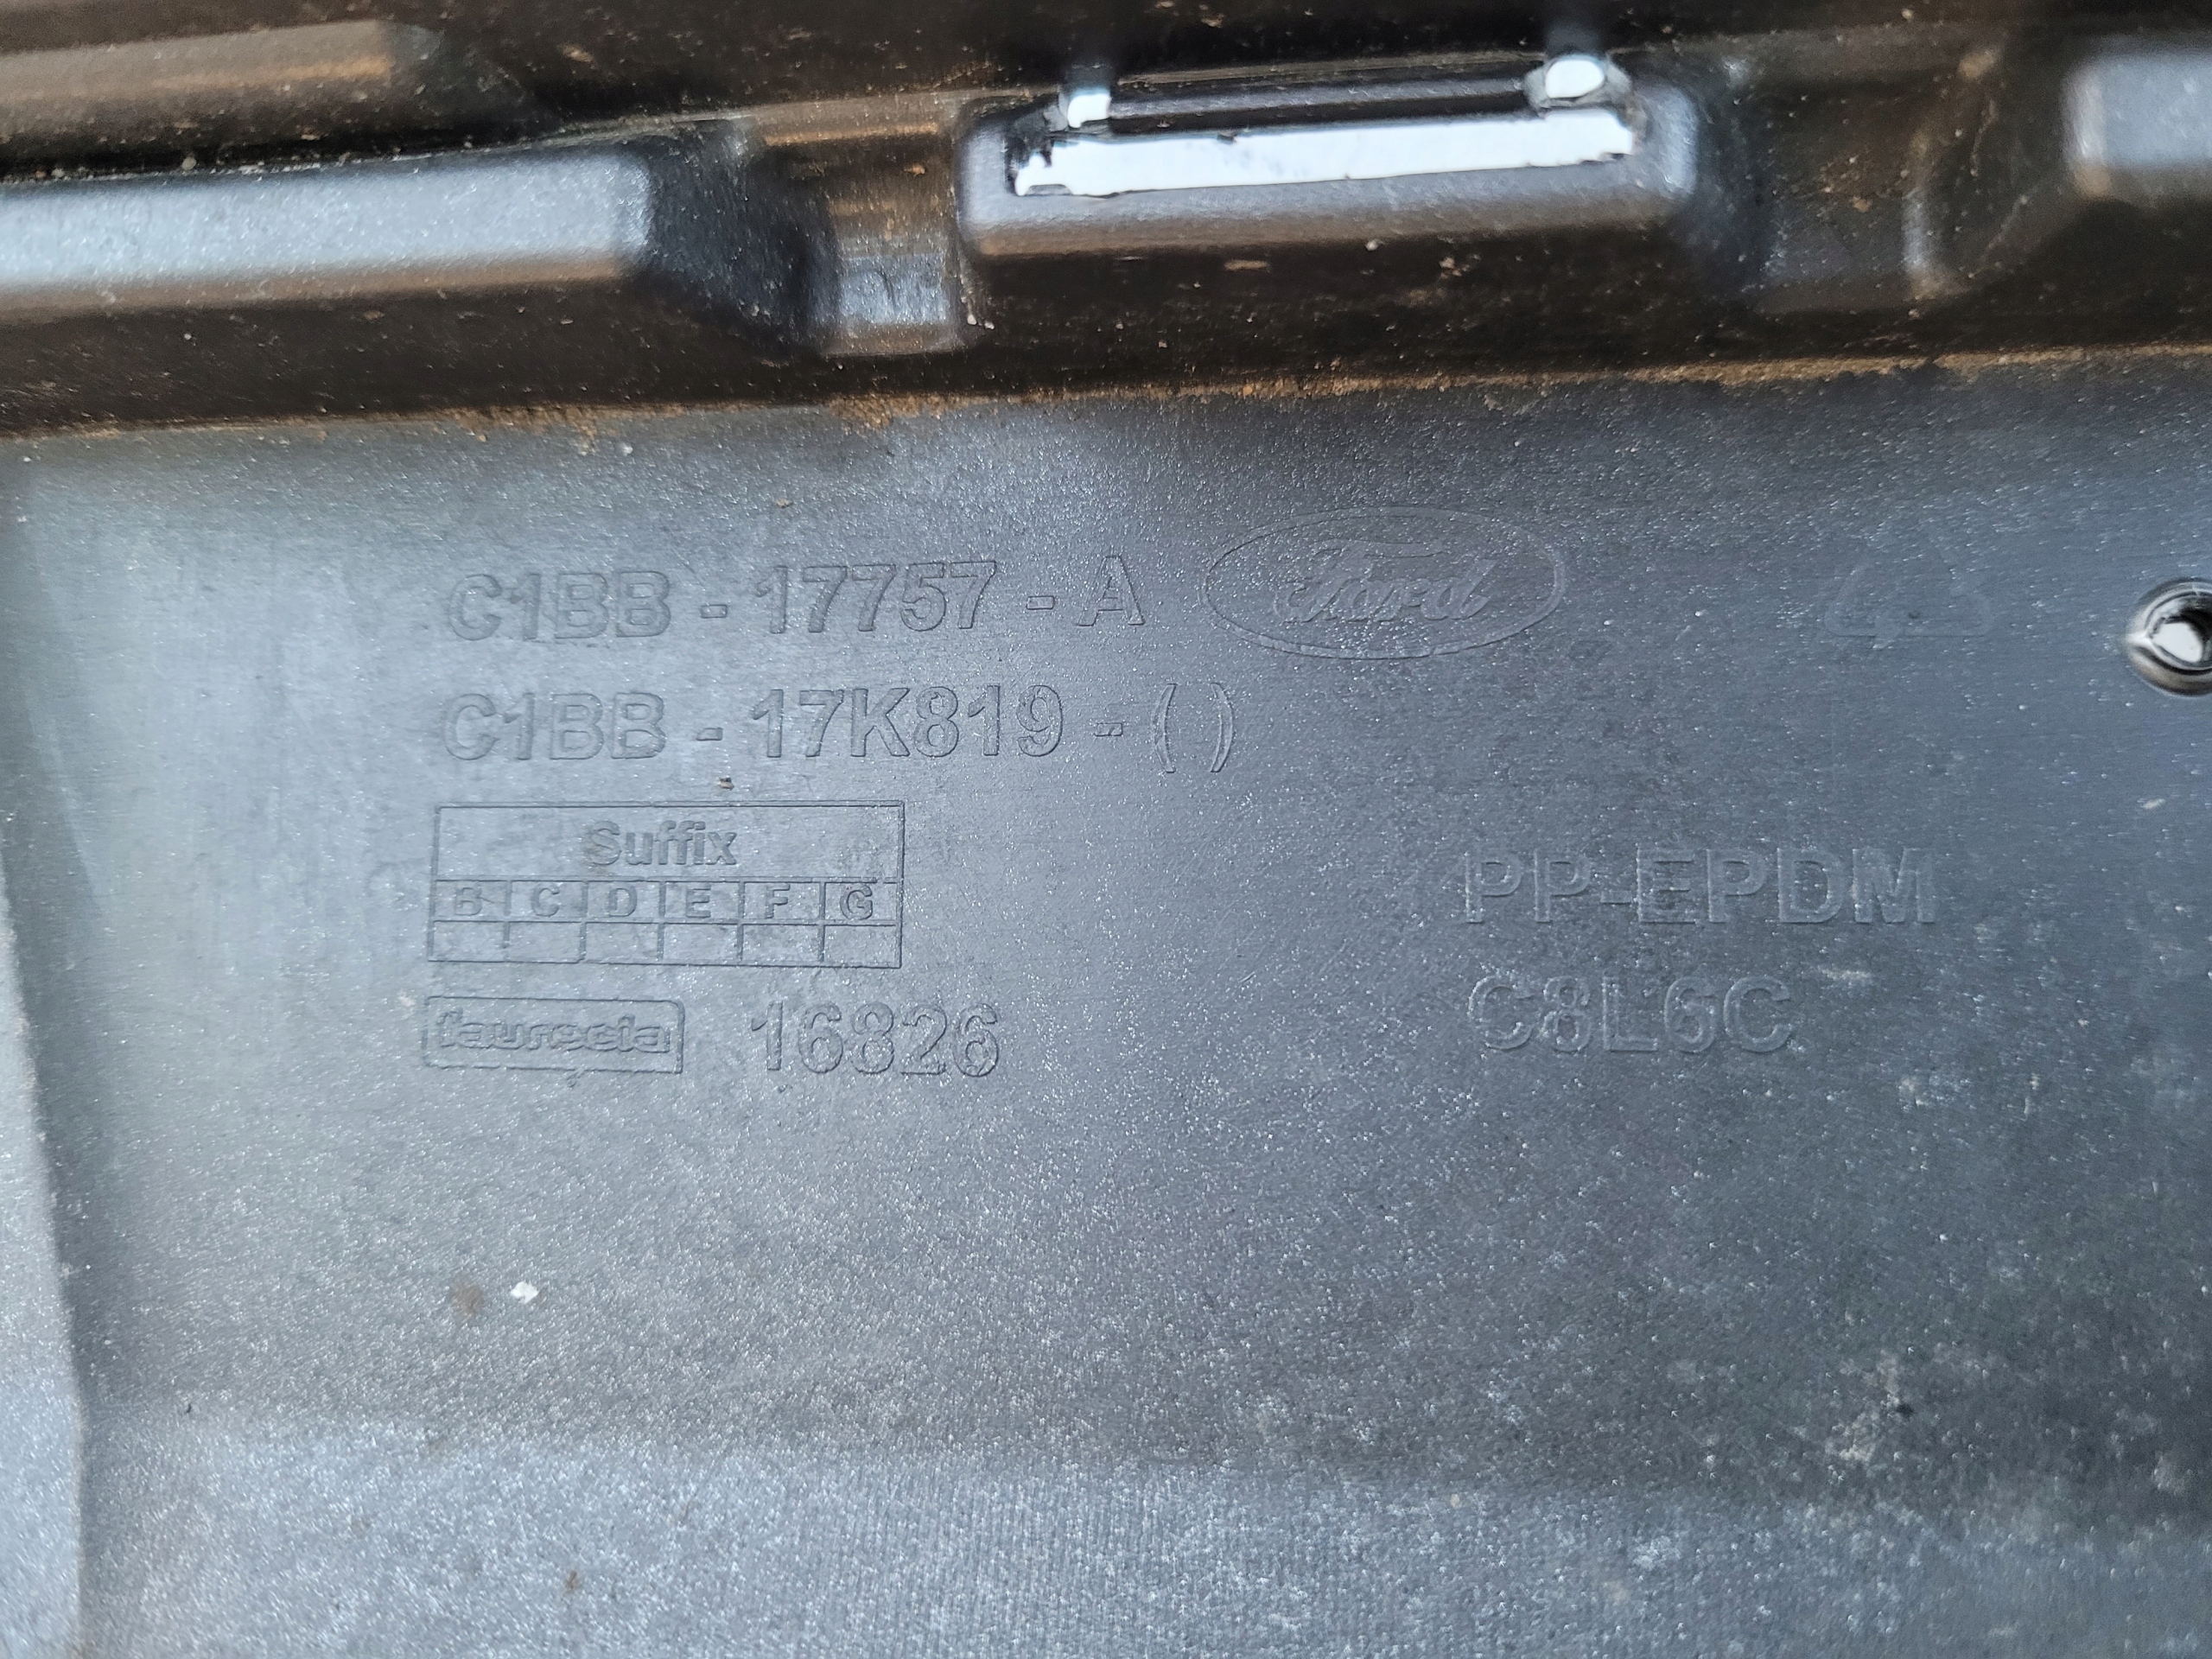 C1BB - 17757 - A Ford
C1BB - 17K819 - ( )
Suffix
B C D E F G
faurecia 16826
PP-EPDM
C8L6C